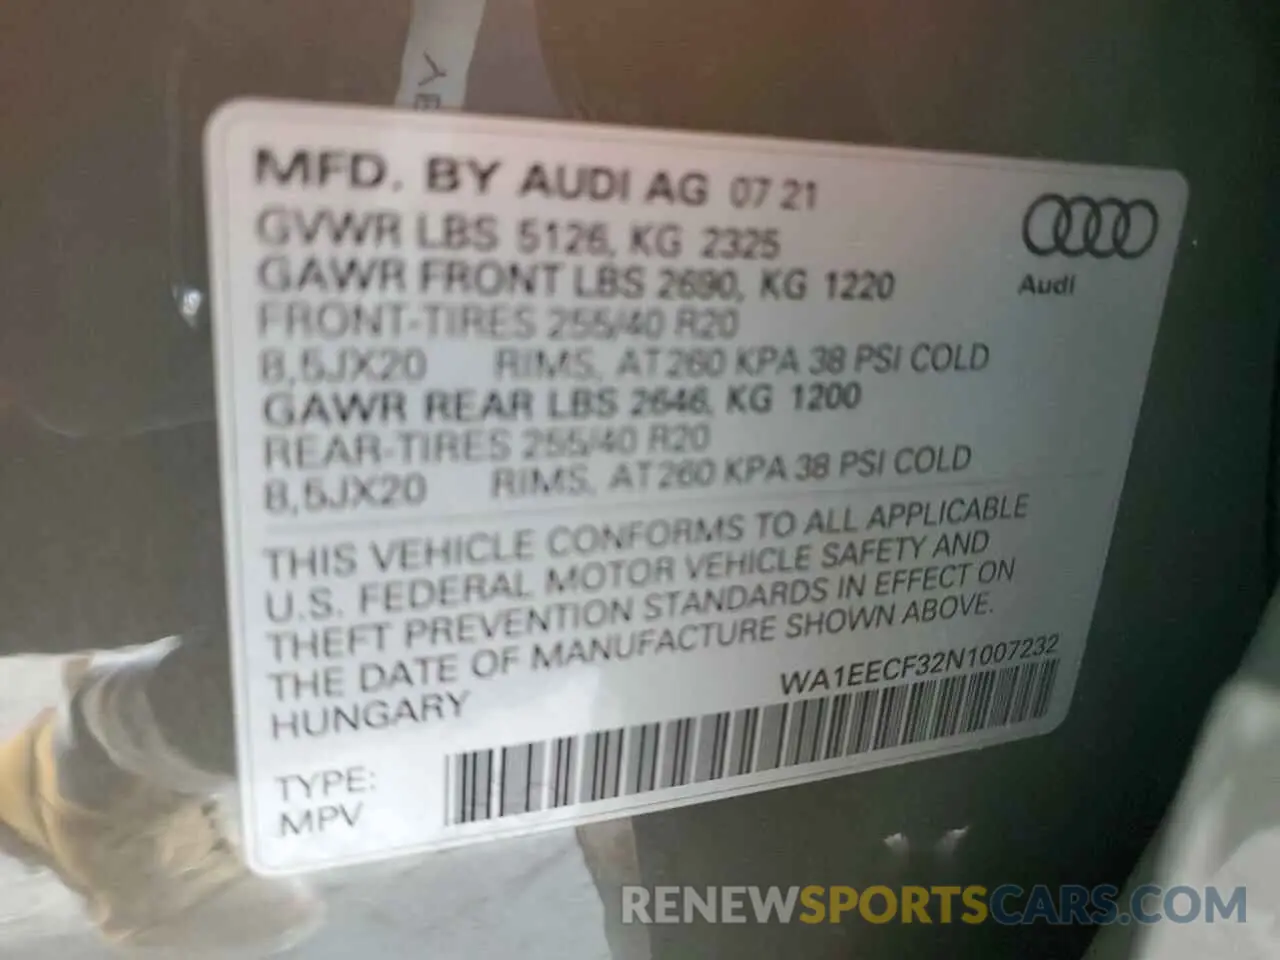 MFD. BY AUDI AG 07 21
GVWR LBS 5126, KG 2325
GAWR FRONT LBS 2690, KG 1220
FRONT-TIRES 255/40 R20
8,5JX20 RIMS, AT 260 KPA 38 PSI COLD
GAWR REAR LBS 2646, KG 1200
REAR-TIRES 255/40 R20
8,5JX20 RIMS, AT 260 KPA 38 PSI COLD
Audi
THIS VEHICLE CONFORMS TO ALL APPLICABLE
U.S. FEDERAL MOTOR VEHICLE SAFETY AND
THEFT PREVENTION STANDARDS IN EFFECT ON
THE DATE OF MANUFACTURE SHOWN ABOVE.
HUNGARY
WA1EECF32N1007232
TYPE:
MPV
RENEWSPORTSCARS.COM